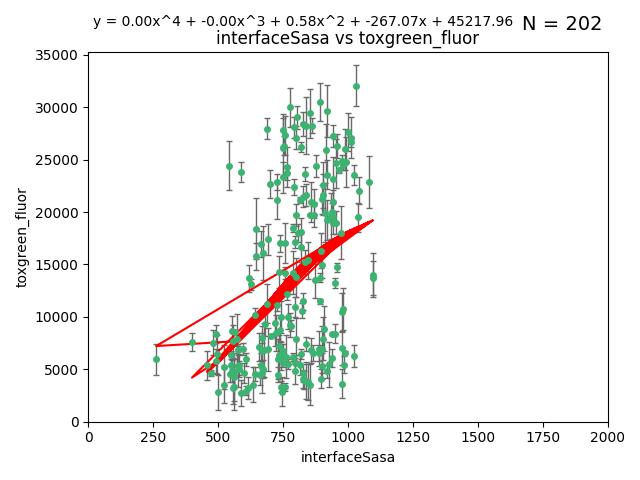 y = 0.00x^4 + -0.00x^3 + 0.58x^2 + -267.07x + 45217.96 N = 202
interfaceSasa vs toxgreen_fluor
35000
30000
25000
20000
15000
10000
5000
0
toxgreen_fluor
0 250 500 750 1000 1250 1500 1750 2000
interfaceSasa